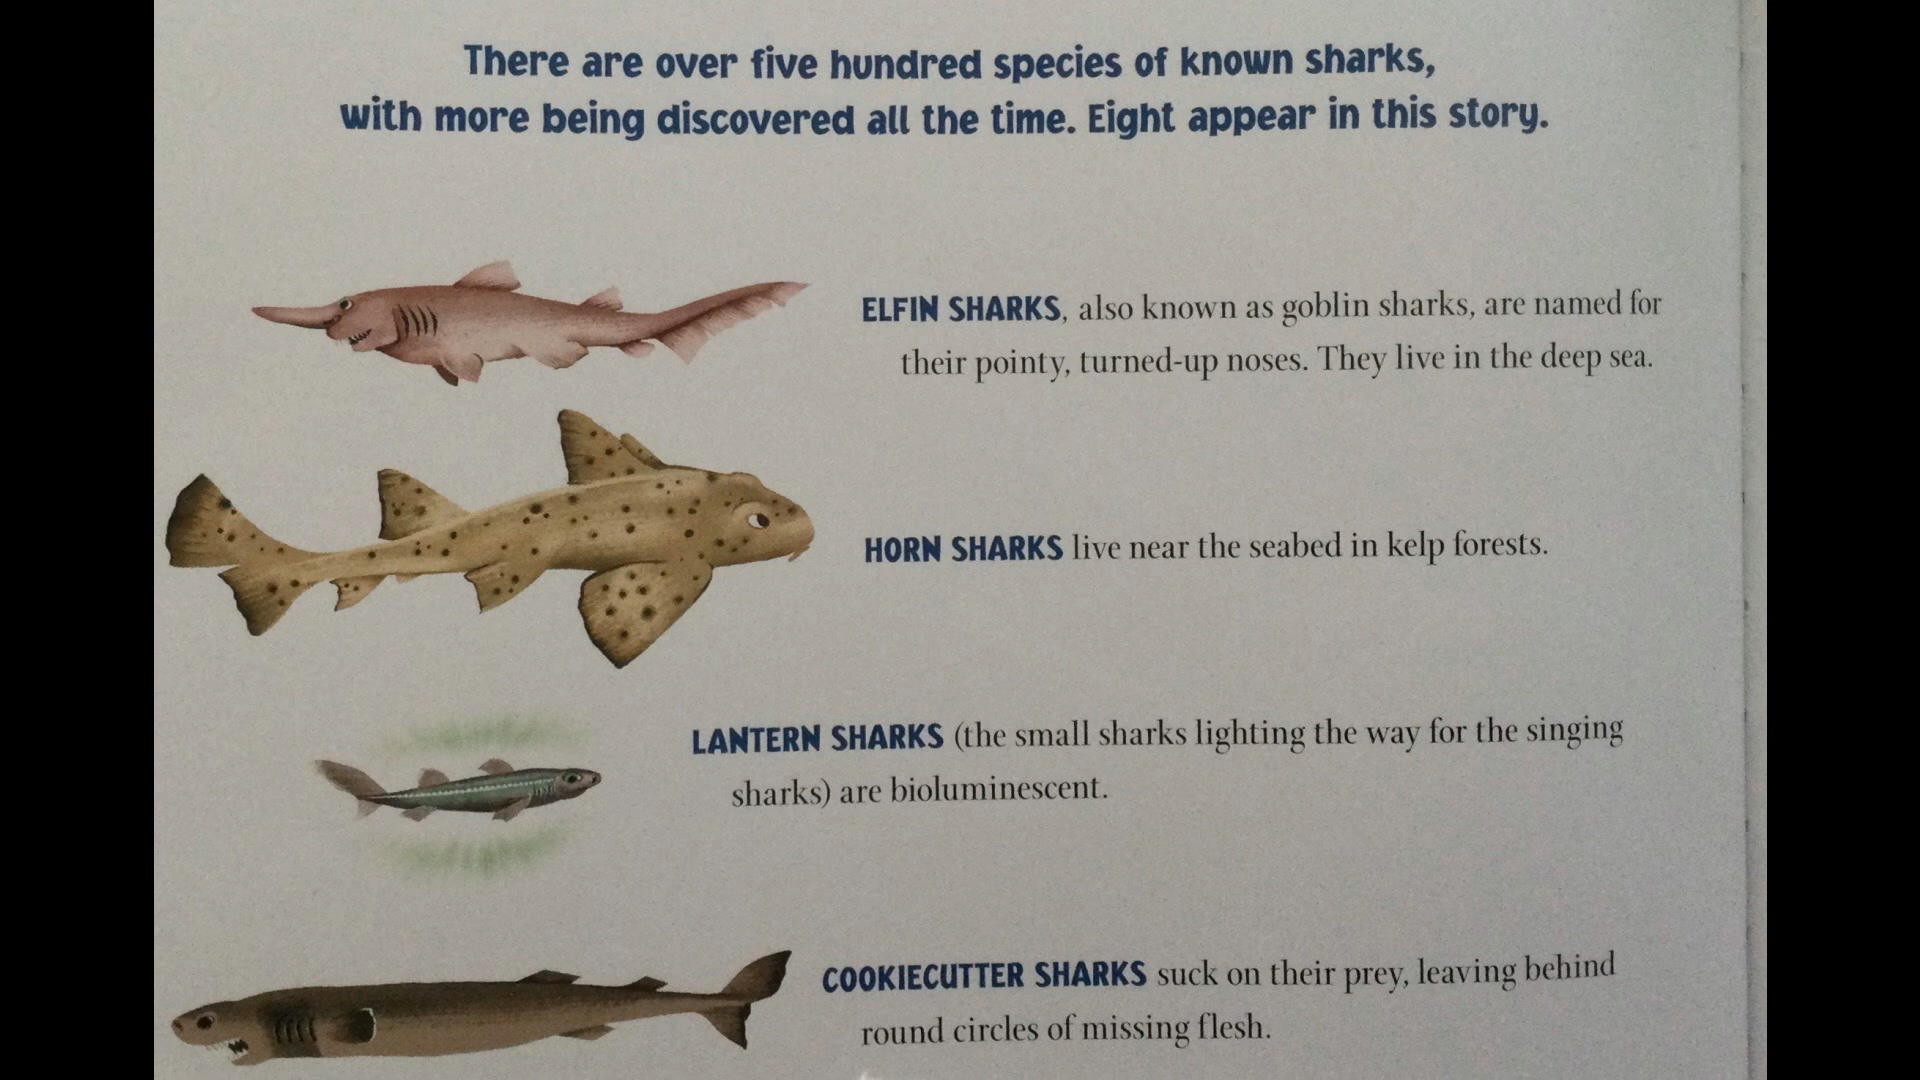 There are over five hundred species of known sharks,
with more being discovered all the time. Eight appear in this story.
ELFIN SHARKS, also known as goblin sharks, are named for
their pointy, turned-up noses. They live in the deep sea.
HORN SHARKS live near the seabed in kelp forests.
LANTERN SHARKS (the small sharks lighting the way for the singing
sharks) are bioluminescent.
COOKIECUTTER SHARKS suck on their prey, leaving behind
round circles of missing flesh.